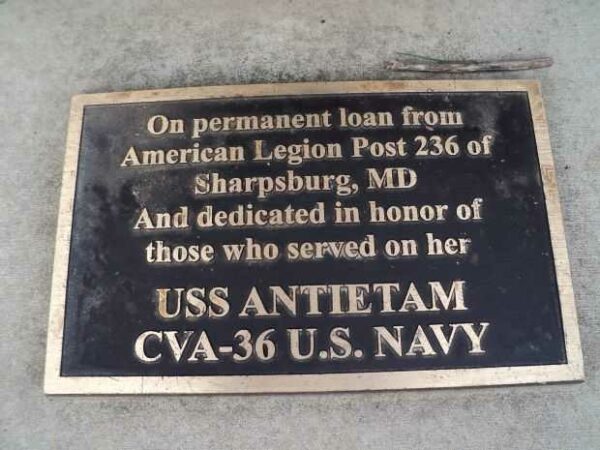 On permanent loan from
American Legion Post 236 of
Sharpsburg, MD
And dedicated in honor of
those who served on her
USS ANTIETAM
CVA-36 U.S. NAVY